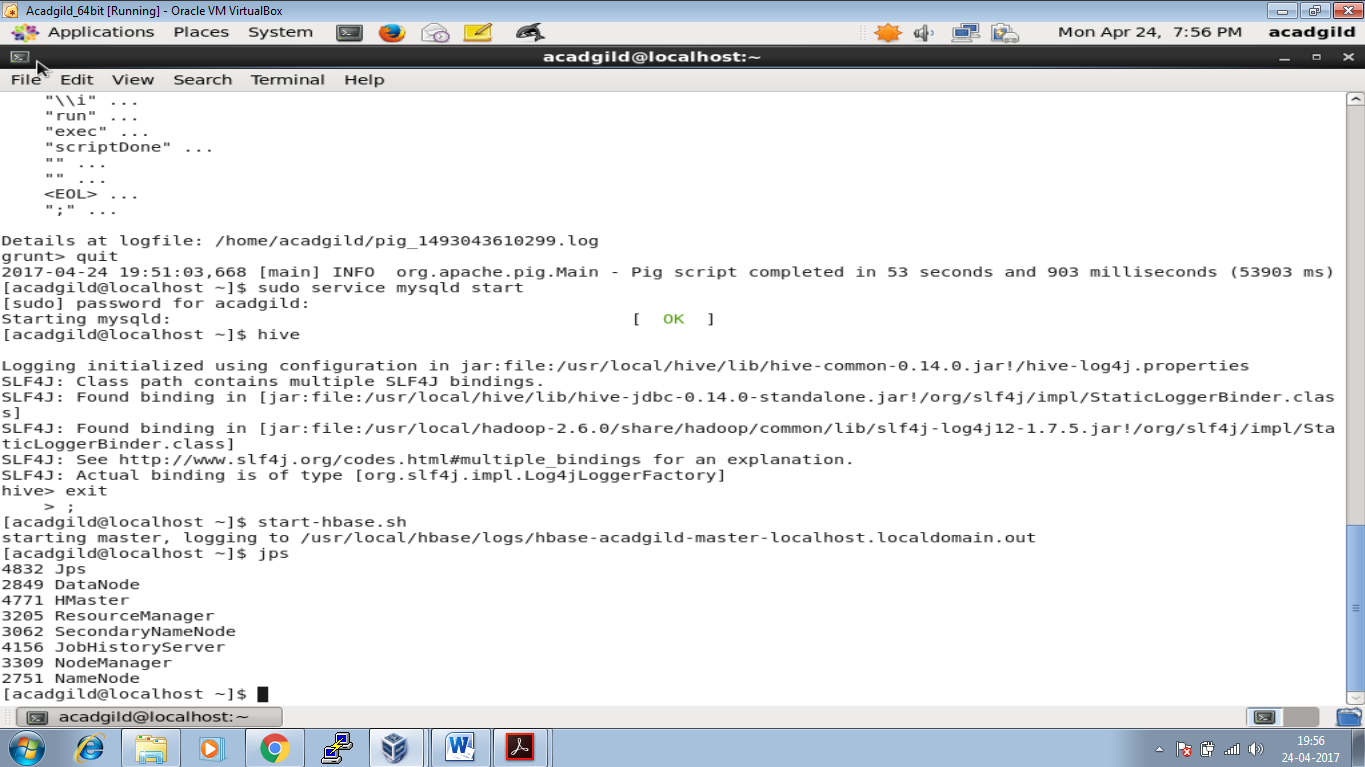 Acadgild_64bit [Running] - Oracle VM VirtualBox
Applications Places System Mon Apr 24, 7:56 PM acadgild
acadgild@localhost:~
File Edit View Search Terminal Help
"\\i" ...
"run" ...
"exec" ...
"scriptDone" ...
"" ...
"" ...
<EOL> ...
";" ...
Details at logfile: /home/acadgild/pig_1493043610299.log
grunt> quit
2017-04-24 19:51:03,668 [main] INFO  org.apache.pig.Main - Pig script completed in 53 seconds and 903 milliseconds (53903 ms)
[acadgild@localhost ~]$ sudo service mysqld start
[sudo] password for acadgild:
Starting mysqld:                                           [  OK  ]
[acadgild@localhost ~]$ hive
Logging initialized using configuration in jar:file:/usr/local/hive/lib/hive-common-0.14.0.jar!/hive-log4j.properties
SLF4J: Class path contains multiple SLF4J bindings.
SLF4J: Found binding in [jar:file:/usr/local/hive/lib/hive-jdbc-0.14.0-standalone.jar!/org/slf4j/impl/StaticLoggerBinder.clas
s]
SLF4J: Found binding in [jar:file:/usr/local/hadoop-2.6.0/share/hadoop/common/lib/slf4j-log4j12-1.7.5.jar!/org/slf4j/impl/Sta
ticLoggerBinder.class]
SLF4J: See http://www.slf4j.org/codes.html#multiple_bindings for an explanation.
SLF4J: Actual binding is of type [org.slf4j.impl.Log4jLoggerFactory]
hive> exit
    > ;
[acadgild@localhost ~]$ start-hbase.sh
starting master, logging to /usr/local/hbase/logs/hbase-acadgild-master-localhost.localdomain.out
[acadgild@localhost ~]$ jps
4832 Jps
2849 DataNode
4771 HMaster
3205 ResourceManager
3062 SecondaryNameNode
4156 JobHistoryServer
3309 NodeManager
2751 NameNode
[acadgild@localhost ~]$
acadgild@localhost:~
19:56
24-04-2017